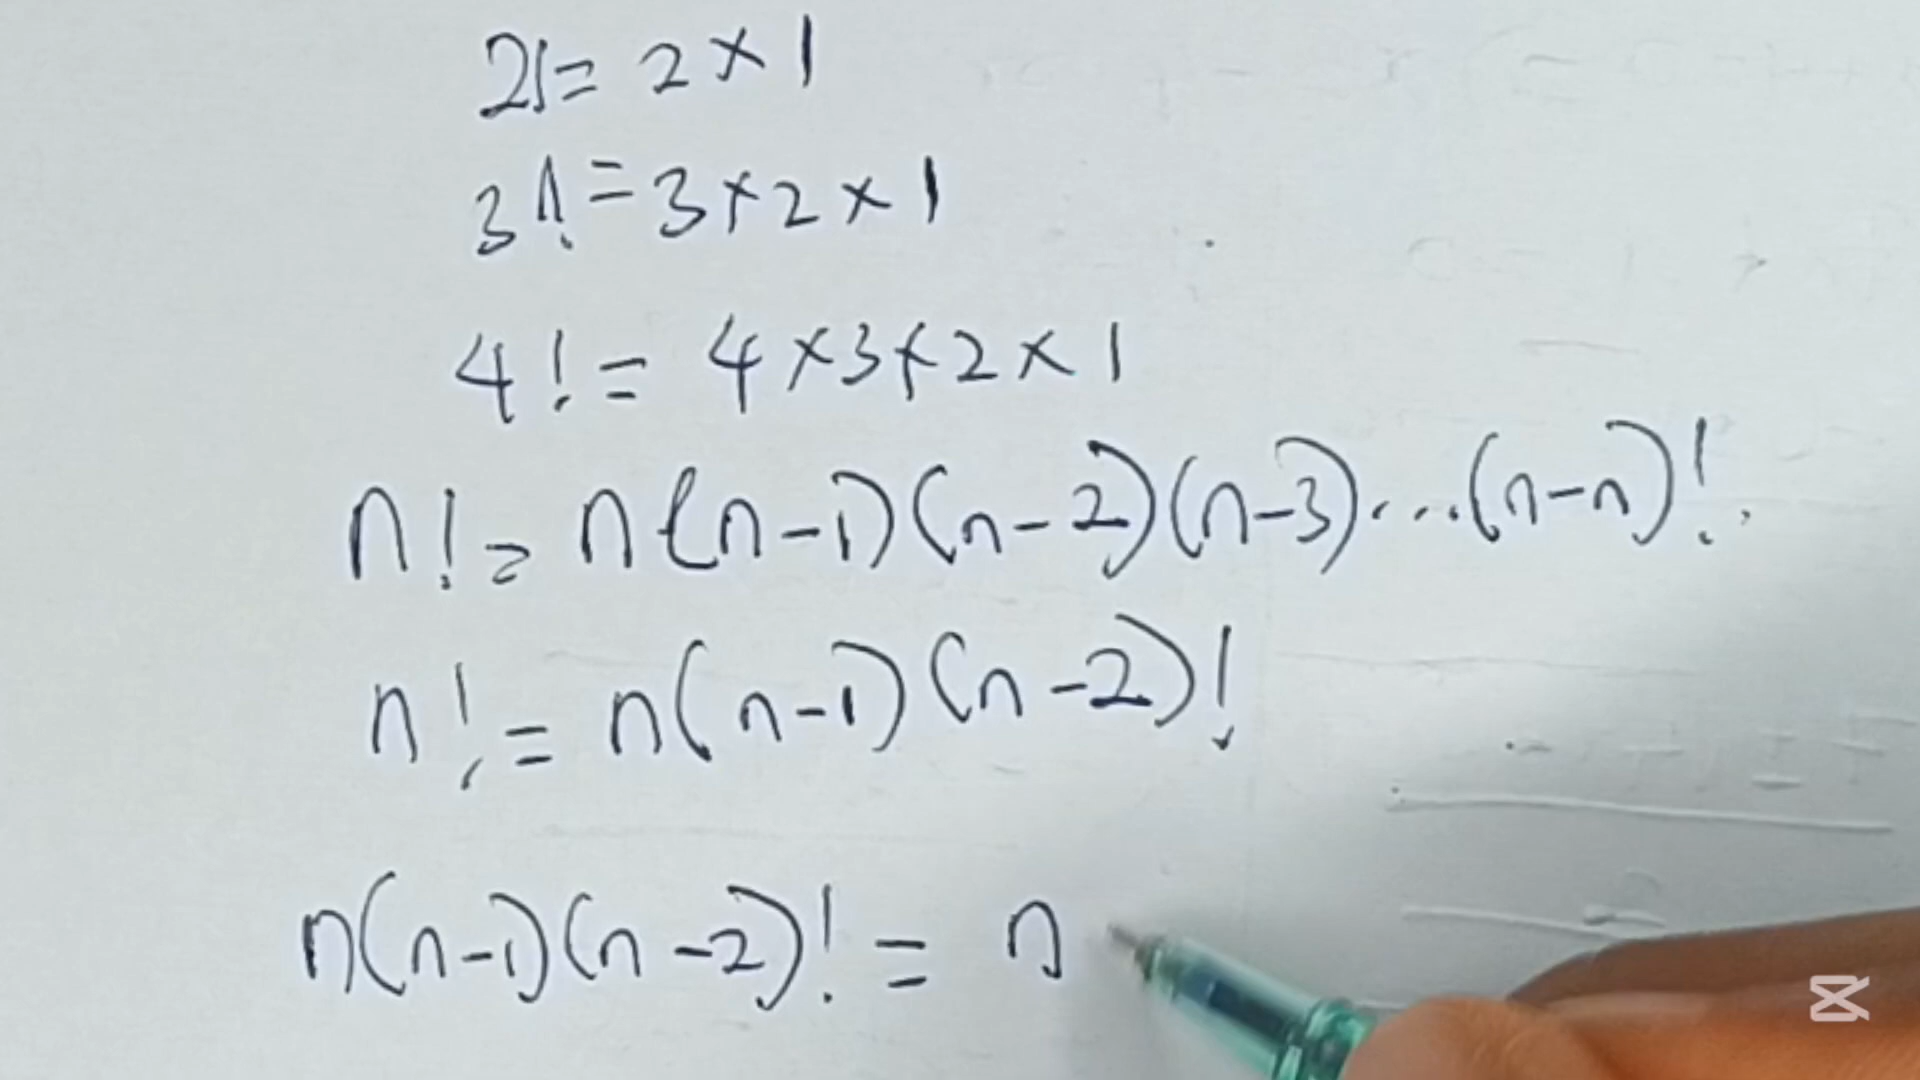 2!= 2×1
3!=3×2×1
4!= 4×3×2×1
n!= n(n-1)(n-2)(n-3)...(n-n)!
n!= n(n-1)(n-2)!
n(n-1)(n-2)! = n